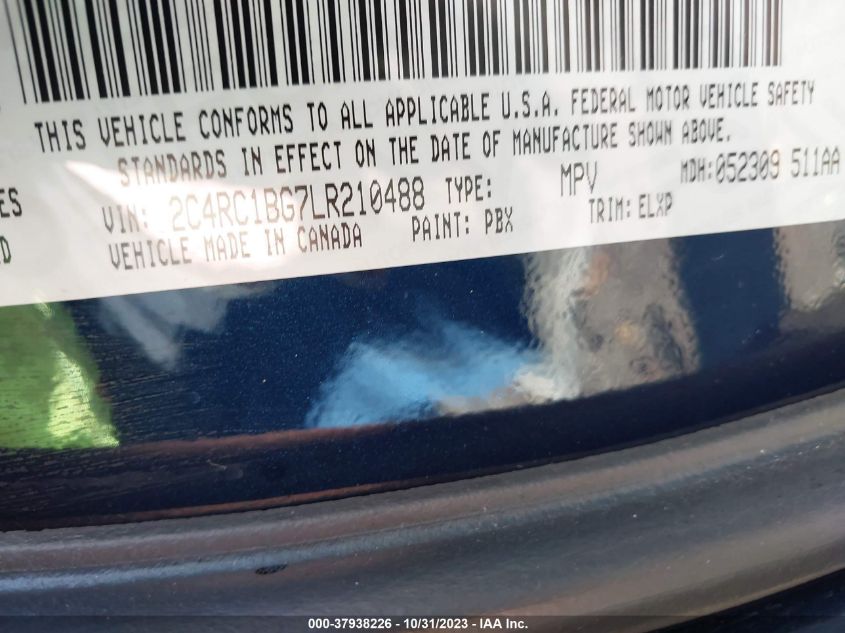 THIS VEHICLE CONFORMS TO ALL APPLICABLE U.S.A. FEDERAL MOTOR VEHICLE SAFETY
STANDARDS IN EFFECT ON THE DATE OF MANUFACTURE SHOWN ABOVE.
ES VIN: 2C4RC1BG7LR210488 TYPE: MPV MDH:052309 511AA
D VEHICLE MADE IN CANADA PAINT: PBX TRIM: ELXP
000-37938226 - 10/31/2023 - IAA Inc.